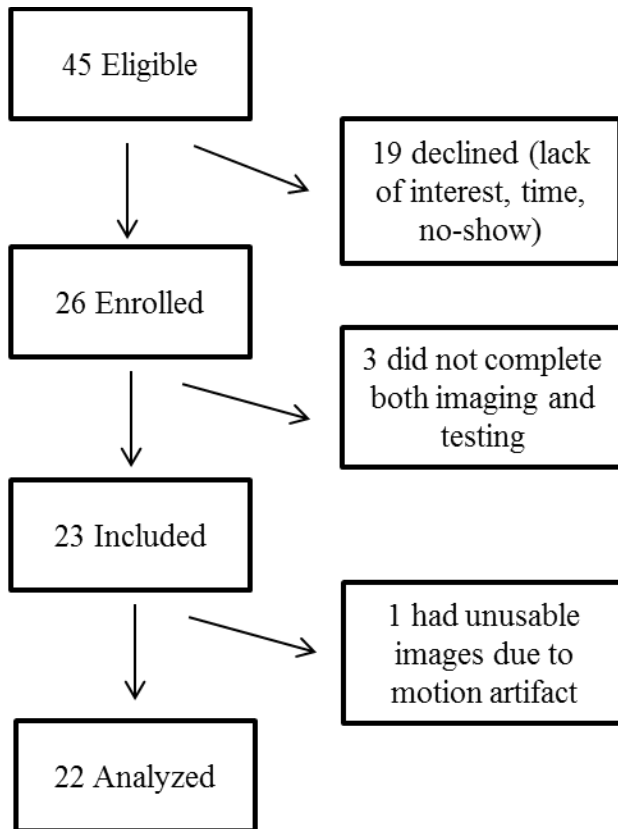 45 Eligible
19 declined (lack
of interest, time,
no-show)
26 Enrolled
3 did not complete
both imaging and
testing
23 Included
1 had unusable
images due to
motion artifact
22 Analyzed